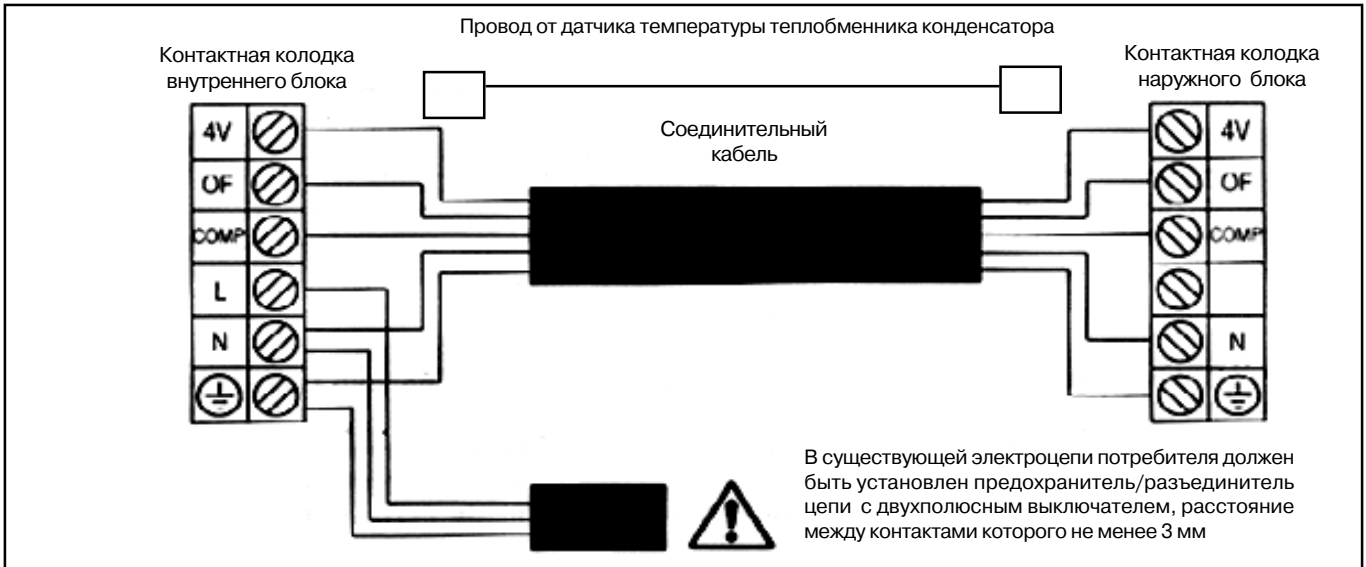 Провод от датчика температуры теплобменника конденсатора
Контактная колодка
внутреннего блока
Контактная колодка
наружного блока
Соединительный
кабель
4V
OF
COMP
L
N
4V
OF
COMP
N
В существующей электроцепи потребителя должен
быть установлен предохранитель/разъединитель
цепи с двухполюсным выключателем, расстояние
между контактами которого не менее 3 мм